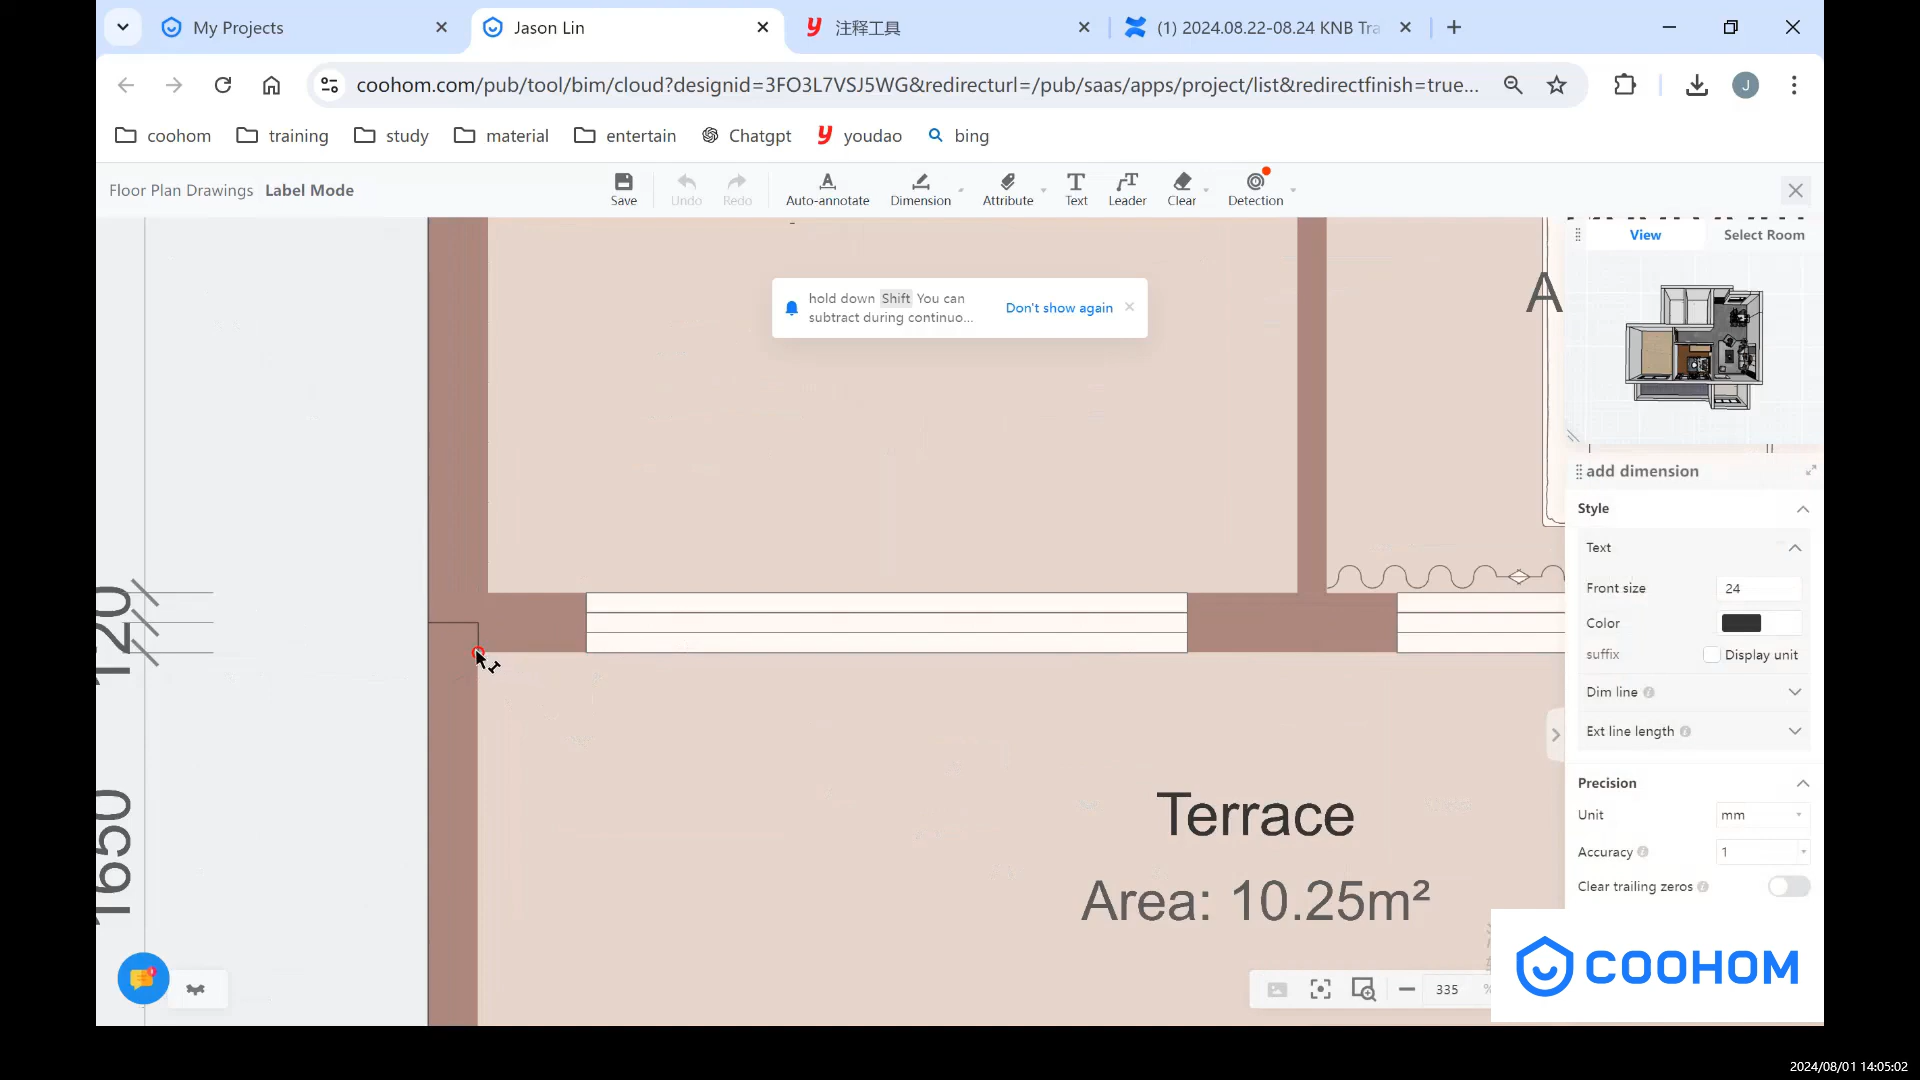 My Projects
Jason Lin
注释工具
(1) 2024.08.22-08.24 KNB Tra
coohom.com/pub/tool/bim/cloud?designid=3FO3L7VSJ5WG&redirecturl=/pub/saas/apps/project/list&redirectfinish=true...
J
coohom
training
study
material
entertain
Chatgpt
youdao
bing
Floor Plan Drawings
Label Mode
Save
Undo
Redo
Auto-annotate
Dimension
Attribute
Text
Leader
Clear
Detection
View
Select Room
hold down Shift You can
subtract during continuo...
Don't show again
A
add dimension
Style
Text
Front size
24
Color
suffix
Display unit
Dim line
Ext line length
Precision
Unit
mm
Accuracy
1
Clear trailing zeros
120
1650
Terrace
Area: 10.25m²
335
%
COOHOM
2024/08/01 14:05:02